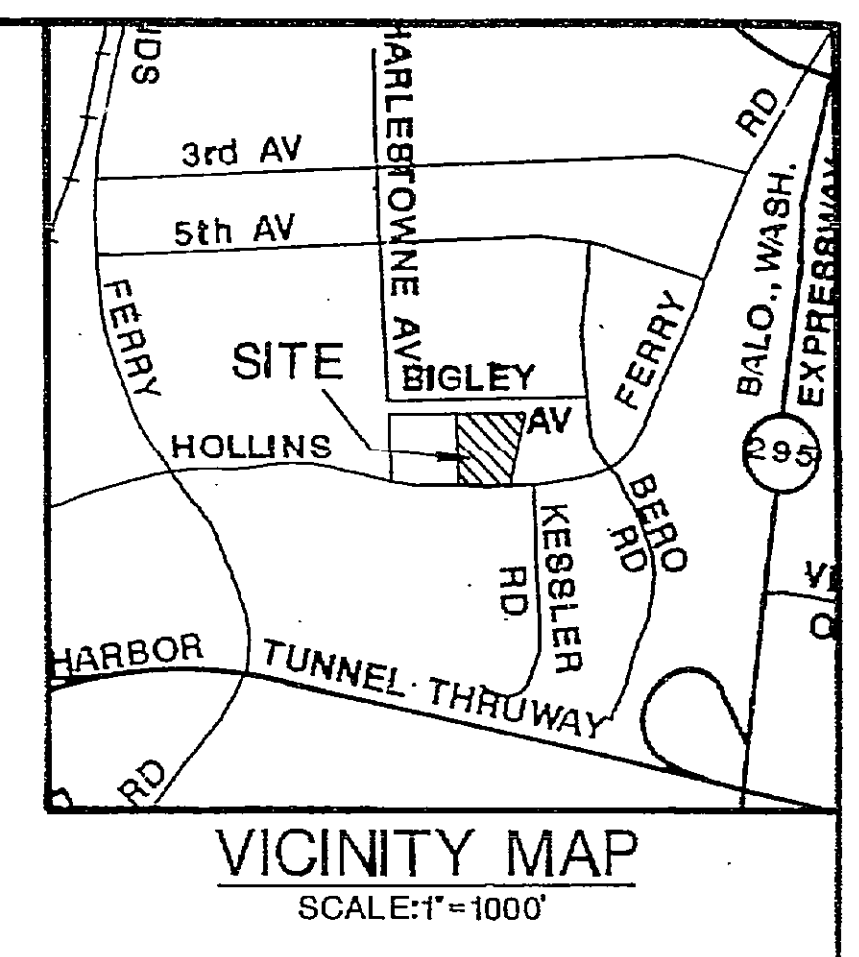 NDS
HARLESTOWNE AV
3rd AV
5th AV
RD
BALO., WASH.
EXPRESSWAY
FERRY
FERRY
SITE
BIGLEY
AV
HOLLINS
295
BERO
RD
KESSLER
RD
HARBOR
TUNNEL THRUWAY
RD
VICINITY MAP
SCALE:1"=1000'